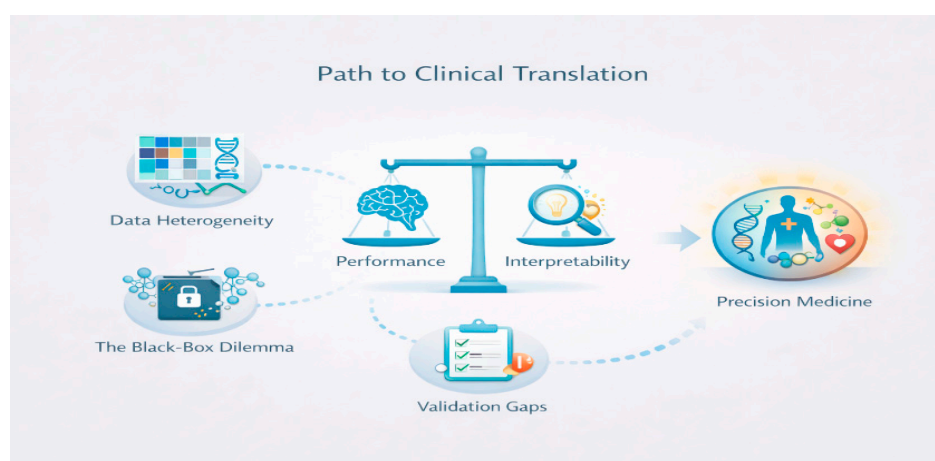 Path to Clinical Translation
Data Heterogeneity
Performance
Interpretability
The Black-Box Dilemma
Precision Medicine
Validation Gaps